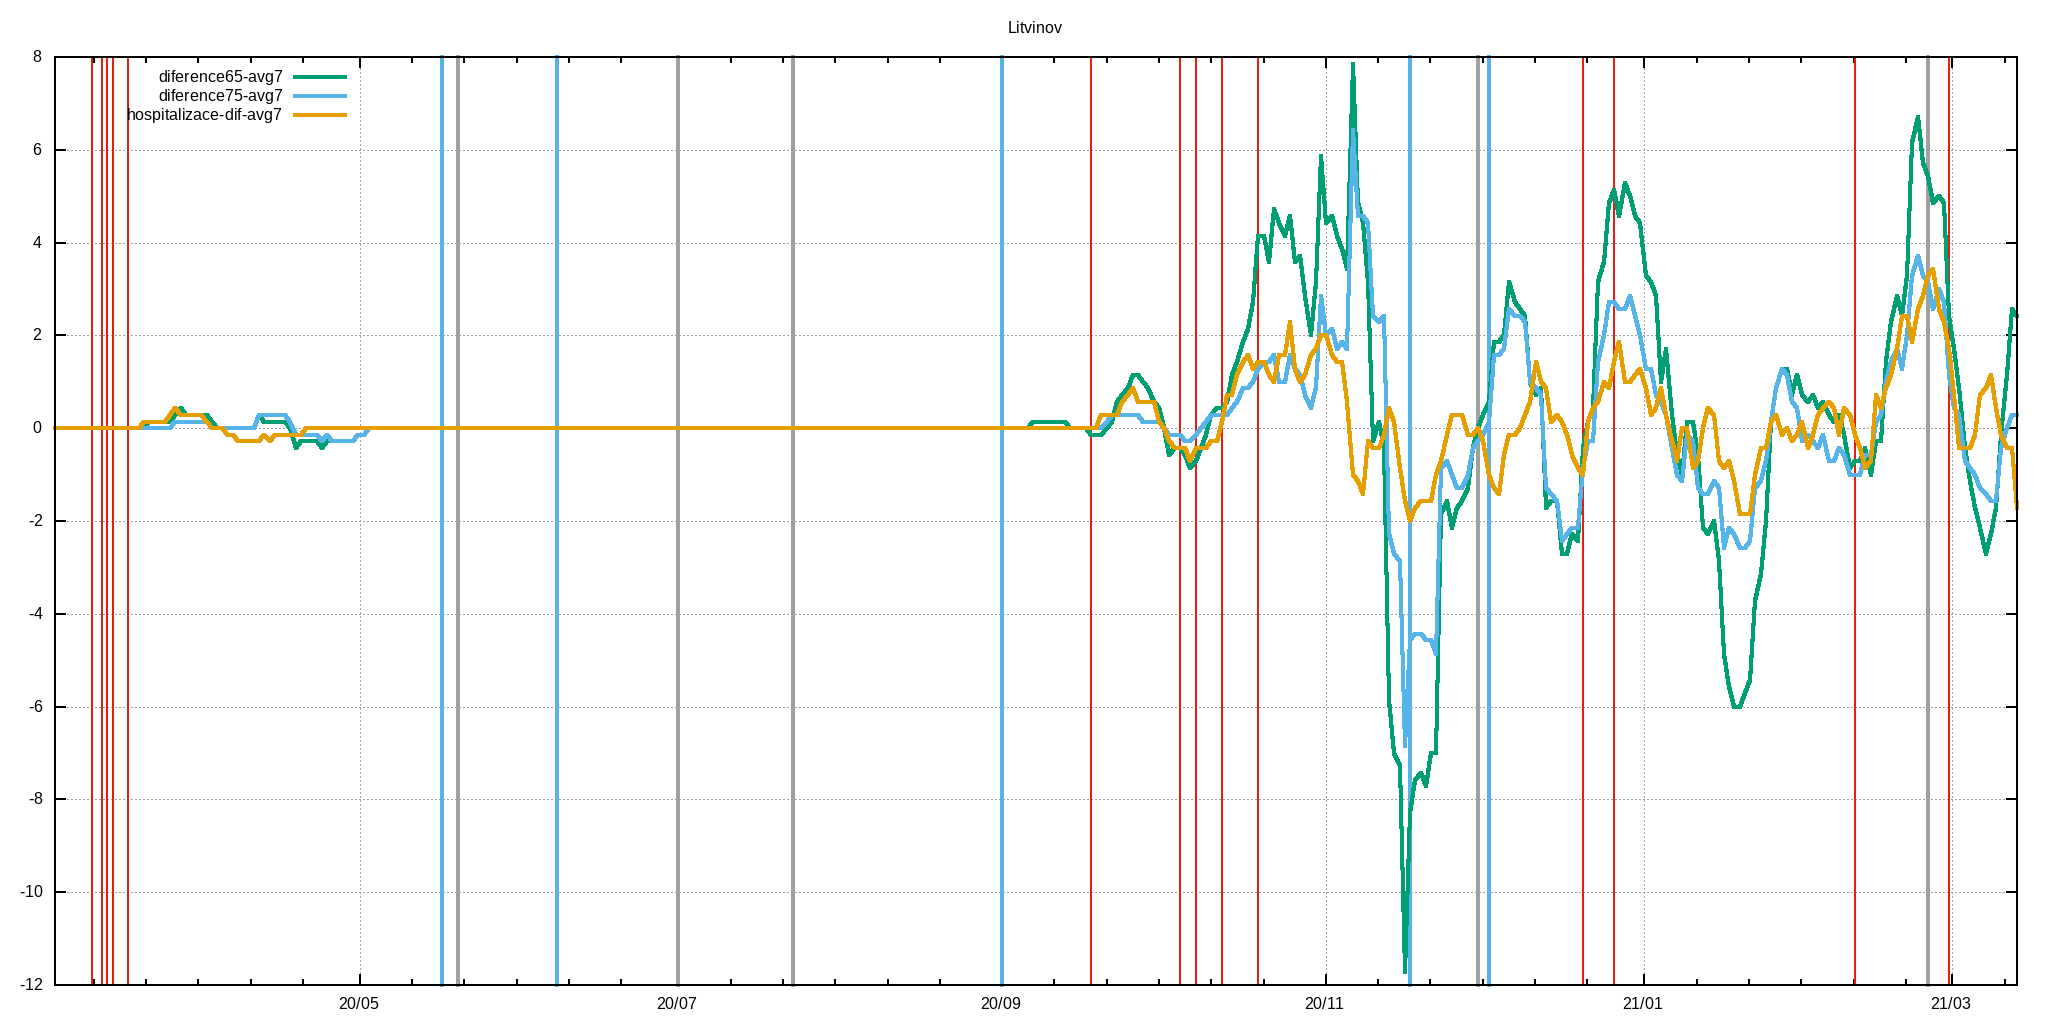 Litvinov
diference65-avg7
diference75-avg7
hospitalizace-dif-avg7
8
6
4
2
0
-2
-4
-6
-8
-10
-12
20/05 20/07 20/09 20/11 21/01 21/03